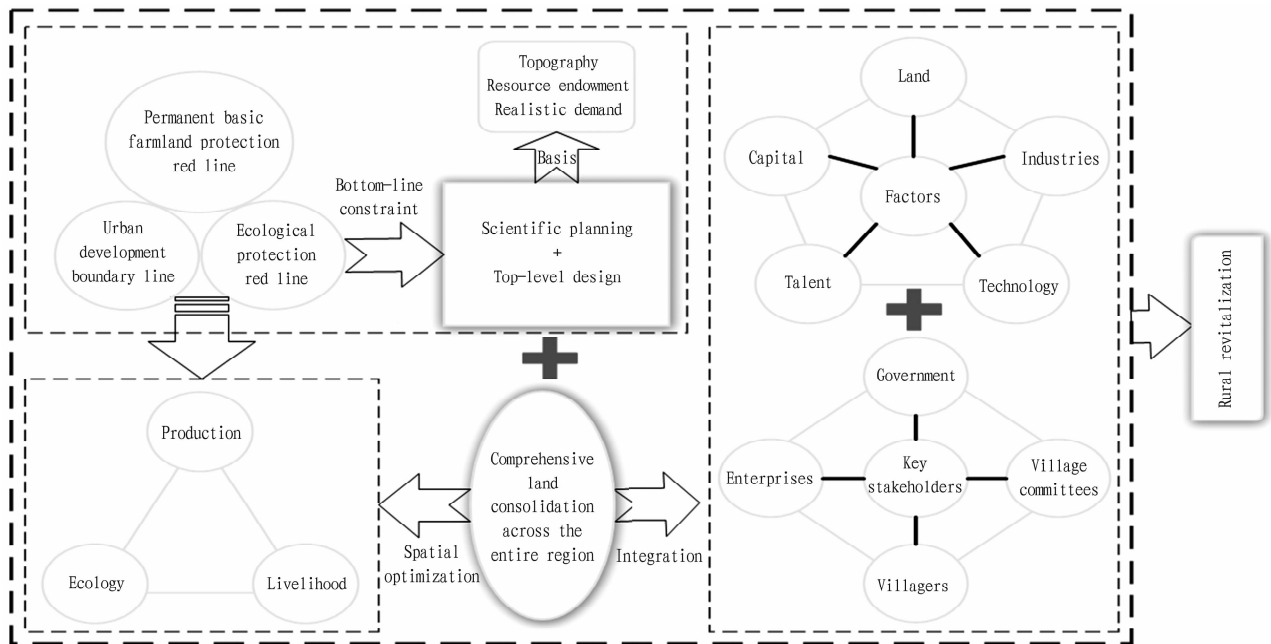 Permanent basic
farmland protection
red line
Urban
development
boundary line
Ecological
protection
red line
Bottom-line
constraint
Topography
Resource endowment
Realistic demand
Basis
Scientific planning
+
Top-level design
Production
Ecology
Livelihood
Spatial
optimization
Comprehensive
land
consolidation
across the
entire region
Integration
Land
Capital
Industries
Factors
Talent
Technology
Government
Enterprises
Key
stakeholders
Village
committees
Villagers
Rural revitalization